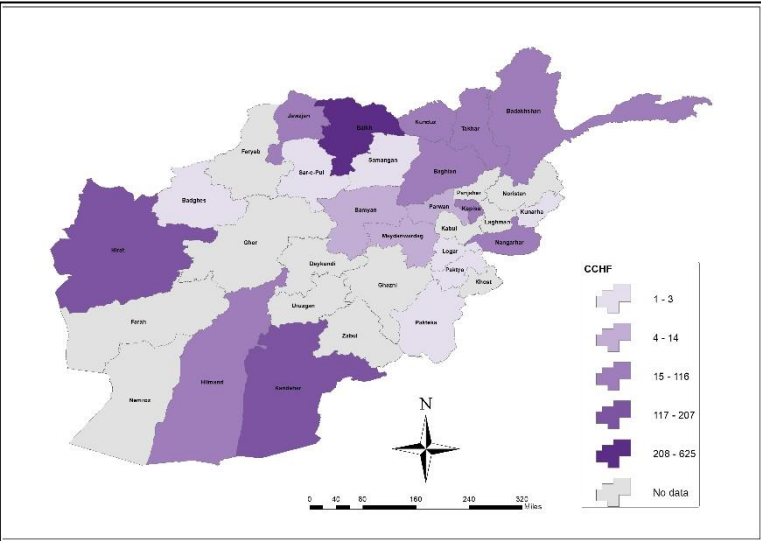 Badakhshan
Jawzjan
Kunduz
Takhar
Balkh
Faryab
Samangan
Baghlan
Sar-e-Pul
Panjsher
Noristan
Badghes
Bamyan
Parwan
Kapisa
Kunarha
Laghman
Kabul
Maydanwardag
Nangarhar
Ghor
Hirat
Logar
Daykundi
Paktya
Ghazni
Khost
Uruzgan
Farah
Paktika
Zabul
Hilmand
Kandahar
Nemroz
CCHF
1 - 3
4 - 14
15 - 116
117 - 207
208 - 625
No data
N
0 40 80 160 240 320
Miles